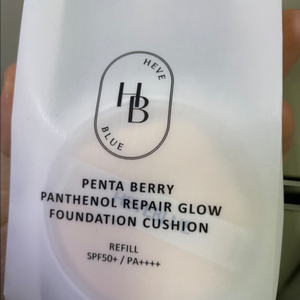 HEVE
HB
BLUE
PENTA BERRY
PANTHENOL REPAIR GLOW
FOUNDATION CUSHION
REFILL
SPF50+ / PA++++